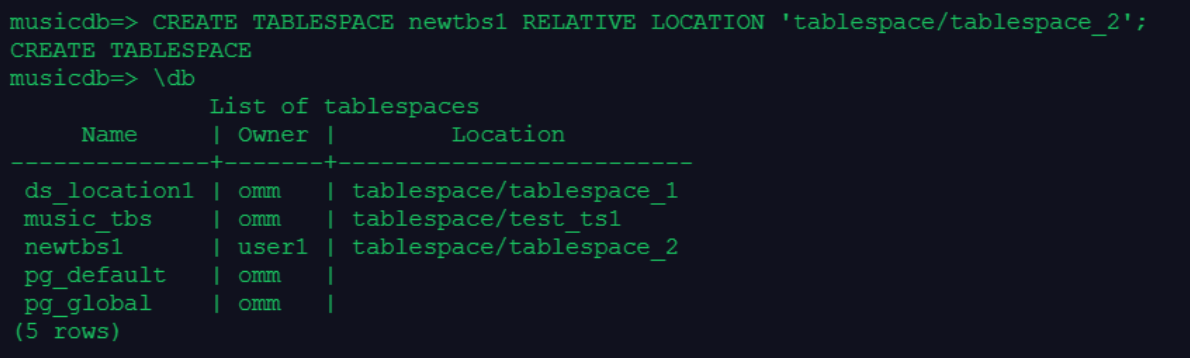 musicdb=> CREATE TABLESPACE newtbs1 RELATIVE LOCATION 'tablespace/tablespace_2';
CREATE TABLESPACE
musicdb=> \db
             List of tablespaces
     Name     | Owner |        Location
--------------+-------+-------------------------
 ds_location1 | omm   | tablespace/tablespace_1
 music_tbs    | omm   | tablespace/test_ts1
 newtbs1      | user1 | tablespace/tablespace_2
 pg_default   | omm   |
 pg_global    | omm   |
(5 rows)